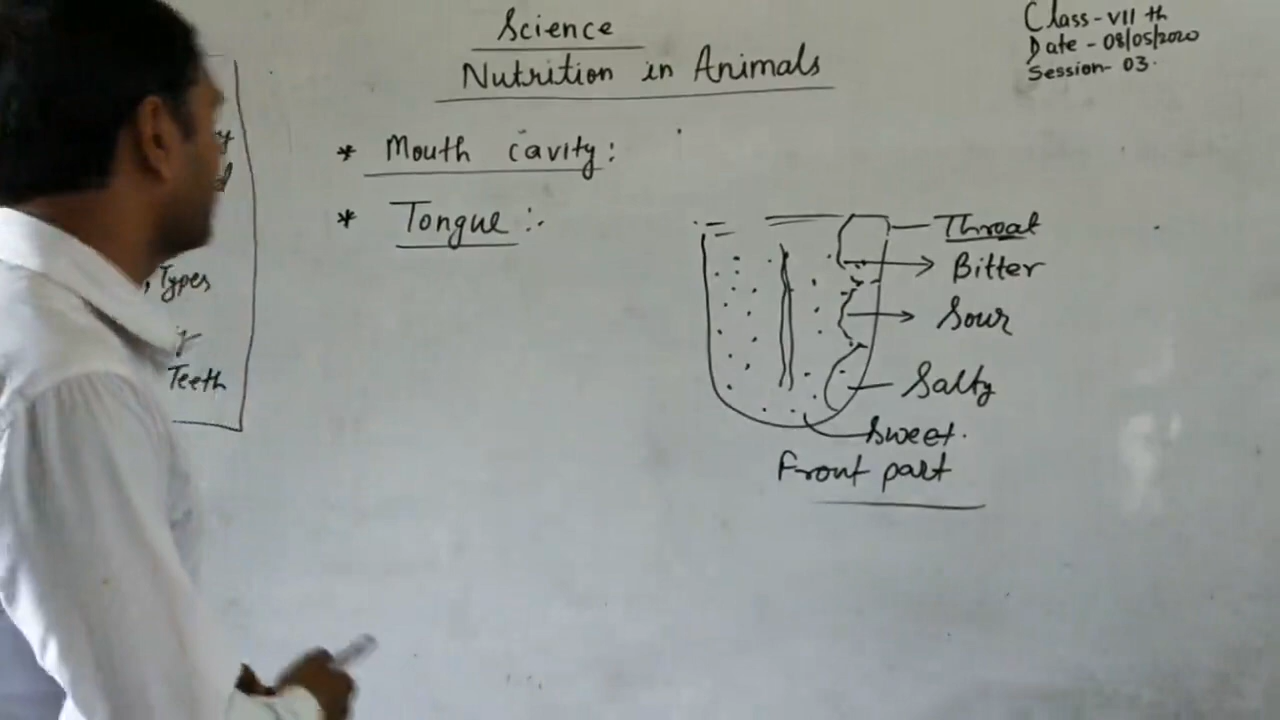 Science
Nutrition in Animals
Class - VII th
Date - 08/05/2020
Session - 03.
* Mouth cavity:
* Tongue :-
, Types
Teeth
Throat
Bitter
Sour
Salty
Sweet.
Front part